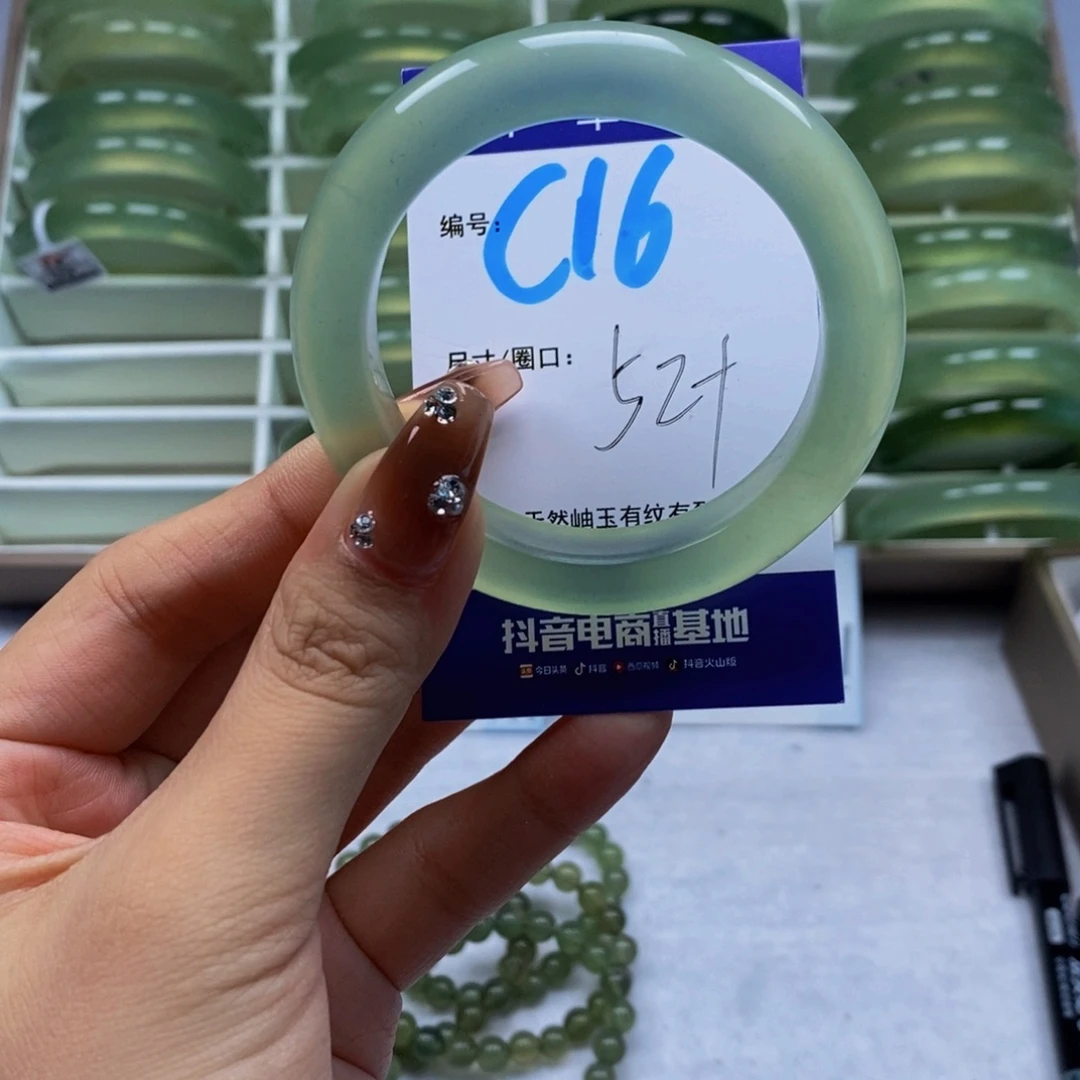 编号: C16
尺寸/圈口: 52+
天然岫玉有纹有
抖音电商直播基地
今日头条 抖音 西瓜视频 抖音火山版